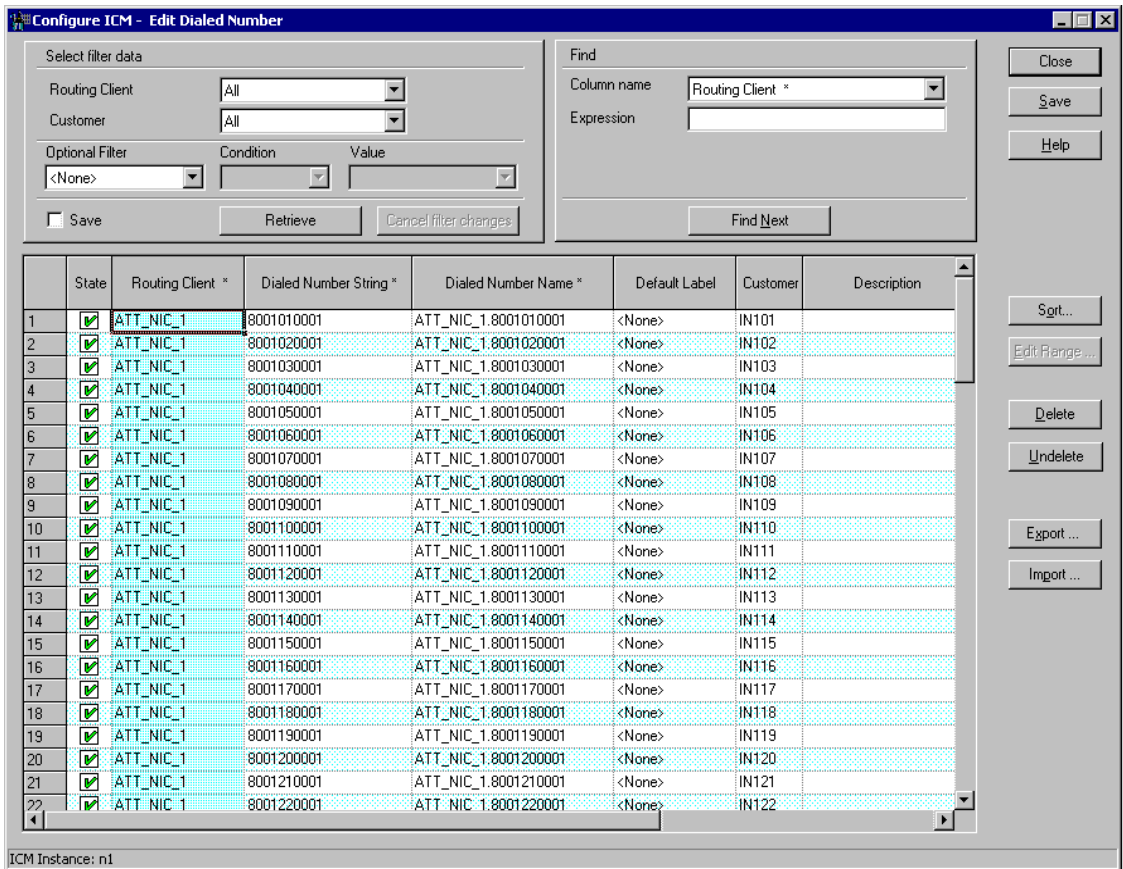 Configure ICM - Edit Dialed Number
Select filter data
Routing Client All
Customer All
Optional Filter Condition Value
<None>
Save Retrieve Cancel filter changes
Find
Column name Routing Client *
Expression
Find Next
Close
Save
Help
State Routing Client * Dialed Number String * Dialed Number Name * Default Label Customer Description
1 ATT_NIC_1 8001010001 ATT_NIC_1.8001010001 <None> IN101
2 ATT_NIC_1 8001020001 ATT_NIC_1.8001020001 <None> IN102
3 ATT_NIC_1 8001030001 ATT_NIC_1.8001030001 <None> IN103
4 ATT_NIC_1 8001040001 ATT_NIC_1.8001040001 <None> IN104
5 ATT_NIC_1 8001050001 ATT_NIC_1.8001050001 <None> IN105
6 ATT_NIC_1 8001060001 ATT_NIC_1.8001060001 <None> IN106
7 ATT_NIC_1 8001070001 ATT_NIC_1.8001070001 <None> IN107
8 ATT_NIC_1 8001080001 ATT_NIC_1.8001080001 <None> IN108
9 ATT_NIC_1 8001090001 ATT_NIC_1.8001090001 <None> IN109
10 ATT_NIC_1 8001100001 ATT_NIC_1.8001100001 <None> IN110
11 ATT_NIC_1 8001110001 ATT_NIC_1.8001110001 <None> IN111
12 ATT_NIC_1 8001120001 ATT_NIC_1.8001120001 <None> IN112
13 ATT_NIC_1 8001130001 ATT_NIC_1.8001130001 <None> IN113
14 ATT_NIC_1 8001140001 ATT_NIC_1.8001140001 <None> IN114
15 ATT_NIC_1 8001150001 ATT_NIC_1.8001150001 <None> IN115
16 ATT_NIC_1 8001160001 ATT_NIC_1.8001160001 <None> IN116
17 ATT_NIC_1 8001170001 ATT_NIC_1.8001170001 <None> IN117
18 ATT_NIC_1 8001180001 ATT_NIC_1.8001180001 <None> IN118
19 ATT_NIC_1 8001190001 ATT_NIC_1.8001190001 <None> IN119
20 ATT_NIC_1 8001200001 ATT_NIC_1.8001200001 <None> IN120
21 ATT_NIC_1 8001210001 ATT_NIC_1.8001210001 <None> IN121
22 ATT_NIC_1 8001220001 ATT_NIC_1.8001220001 <None> IN122
Sort...
Edit Range ...
Delete
Undelete
Export ...
Import ...
ICM Instance: n1